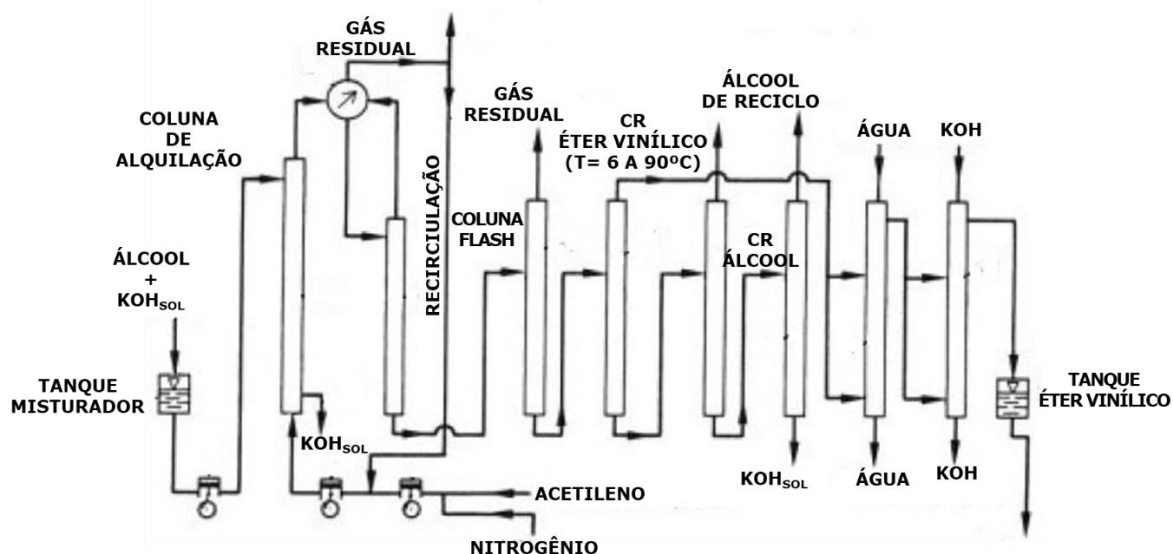 GÁS
RESIDUAL
COLUNA
DE
ALQUILAÇÃO
ÁLCOOL
+
KOHSOL
TANQUE
MISTURADOR
KOHSOL
RECIRCIULAÇÃO
ACETILENO
NITROGÊNIO
COLUNA
FLASH
GÁS
RESIDUAL
CR
ÉTER VINÍLICO
(T= 6 A 90ºC)
ÁLCOOL
DE RECICLO
CR
ÁLCOOL
KOHSOL
ÁGUA
KOH
ÁGUA
KOH
TANQUE
ÉTER VINÍLICO